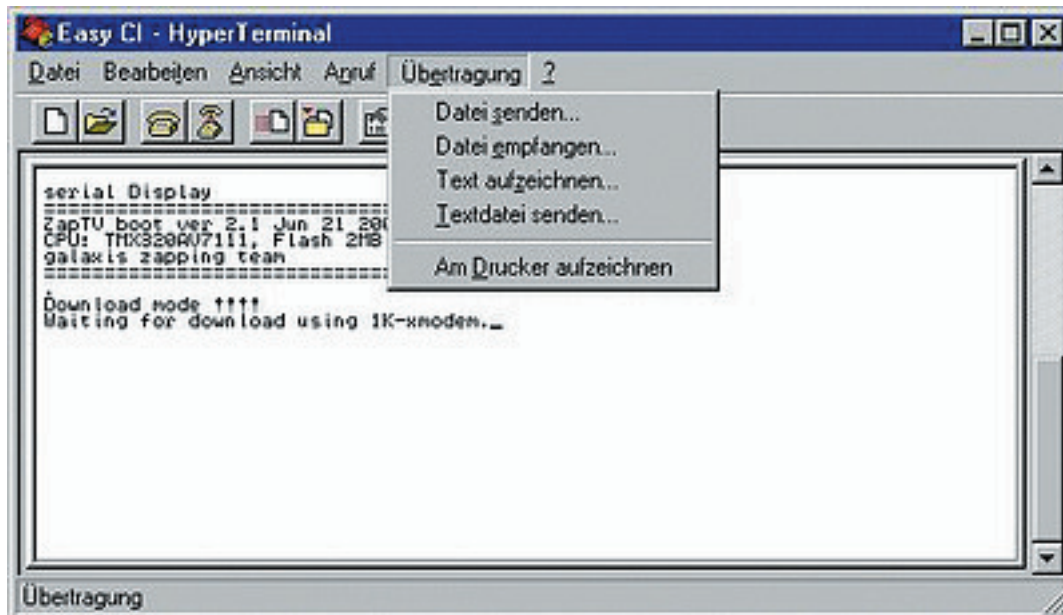 Easy CI - HyperTerminal
Datei Bearbeiten Ansicht Anruf Übertragung ?
Datei senden...
Datei empfangen...
Text aufzeichnen...
Textdatei senden...
Am Drucker aufzeichnen
serial Display
ZapTV boot ver 2.1 Jun 21 200
CPU: TMX320AV7111, Flash 2MB
galaxis zapping team
Download mode ††††
Waiting for download using 1K-xmodem._
Übertragung